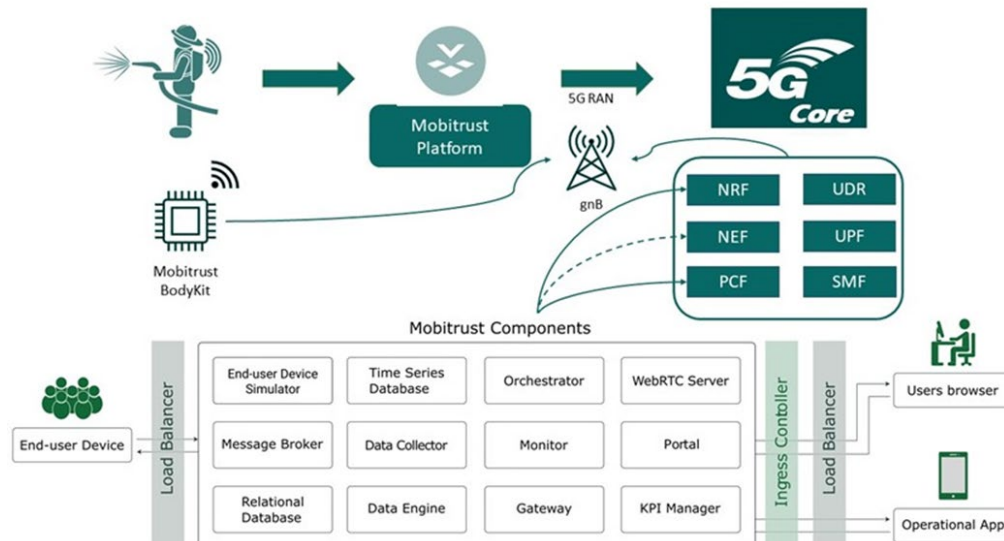 5G
Core
5G RAN
Mobitrust
Platform
gnB
NRF
UDR
NEF
UPF
PCF
SMF
Mobitrust
BodyKit
Mobitrust Components
End-user Device
Simulator
Time Series
Database
Orchestrator
WebRTC Server
Message Broker
Data Collector
Monitor
Portal
Relational
Database
Data Engine
Gateway
KPI Manager
End-user Device
Load Balancer
Ingess Contoller
Load Balancer
Users browser
Operational App